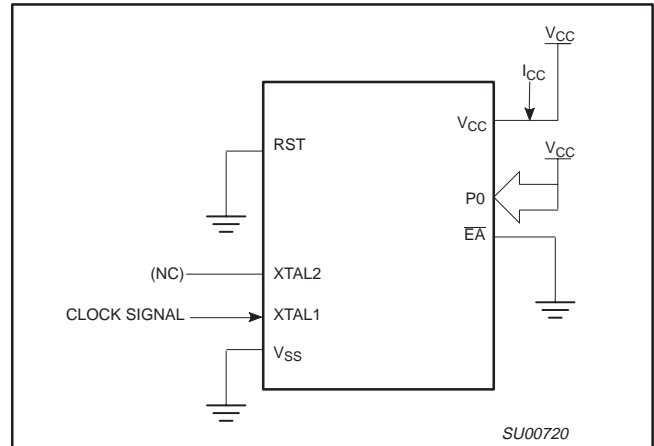 VCC
ICC
VCC
RST
VCC
P0
EA
(NC)
XTAL2
CLOCK SIGNAL
XTAL1
VSS
SU00720